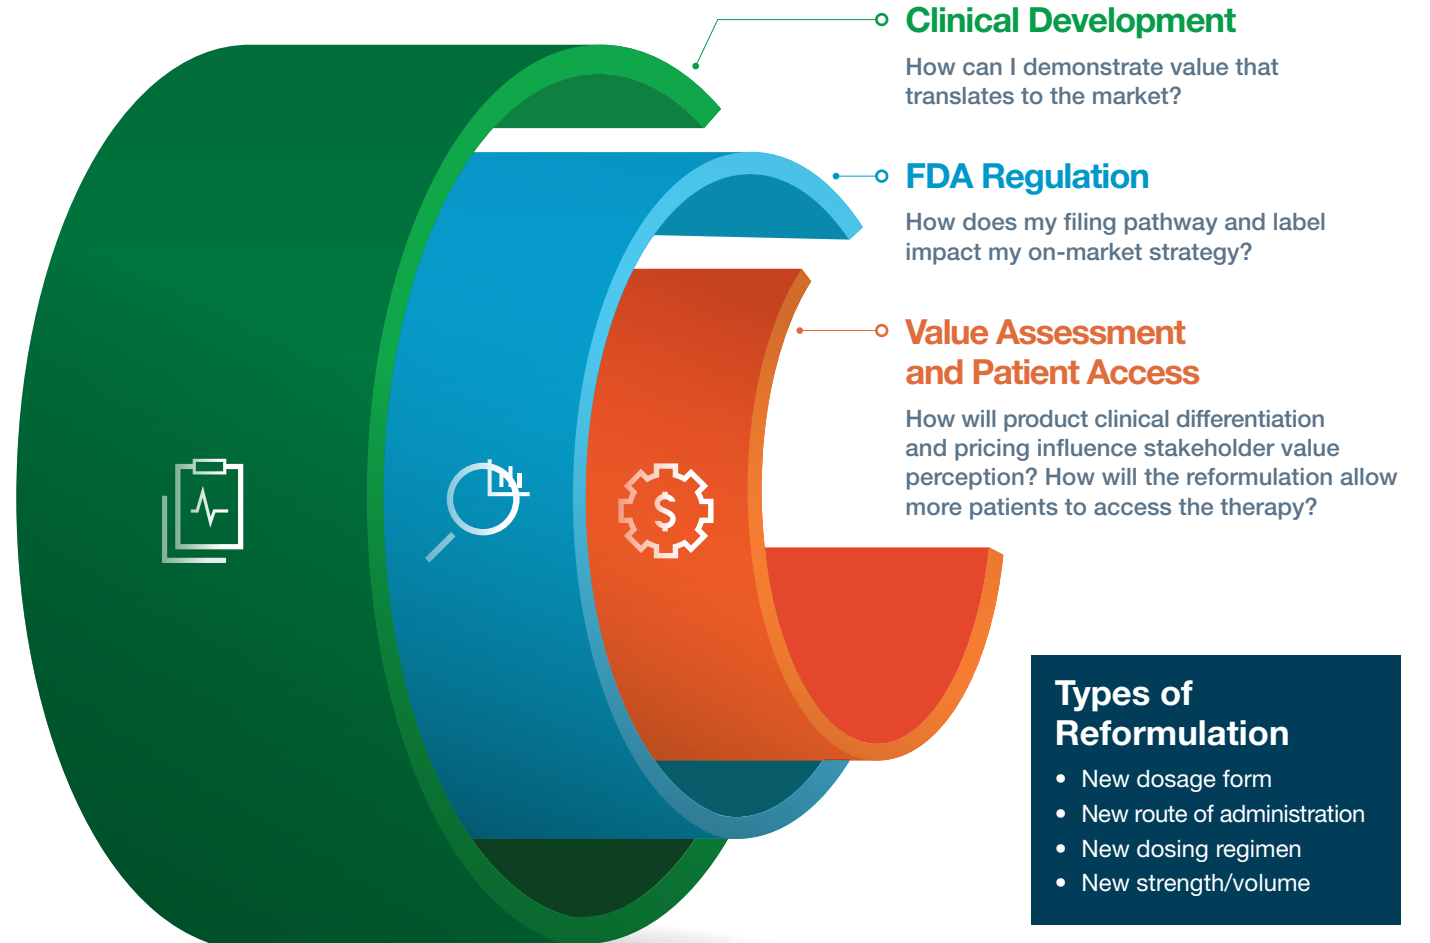 Clinical Development
How can I demonstrate value that
translates to the market?
FDA Regulation
How does my filing pathway and label
impact my on-market strategy?
Value Assessment
and Patient Access
How will product clinical differentiation
and pricing influence stakeholder value
perception? How will the reformulation allow
more patients to access the therapy?
$
Types of
Reformulation
• New dosage form
• New route of administration
• New dosing regimen
• New strength/volume